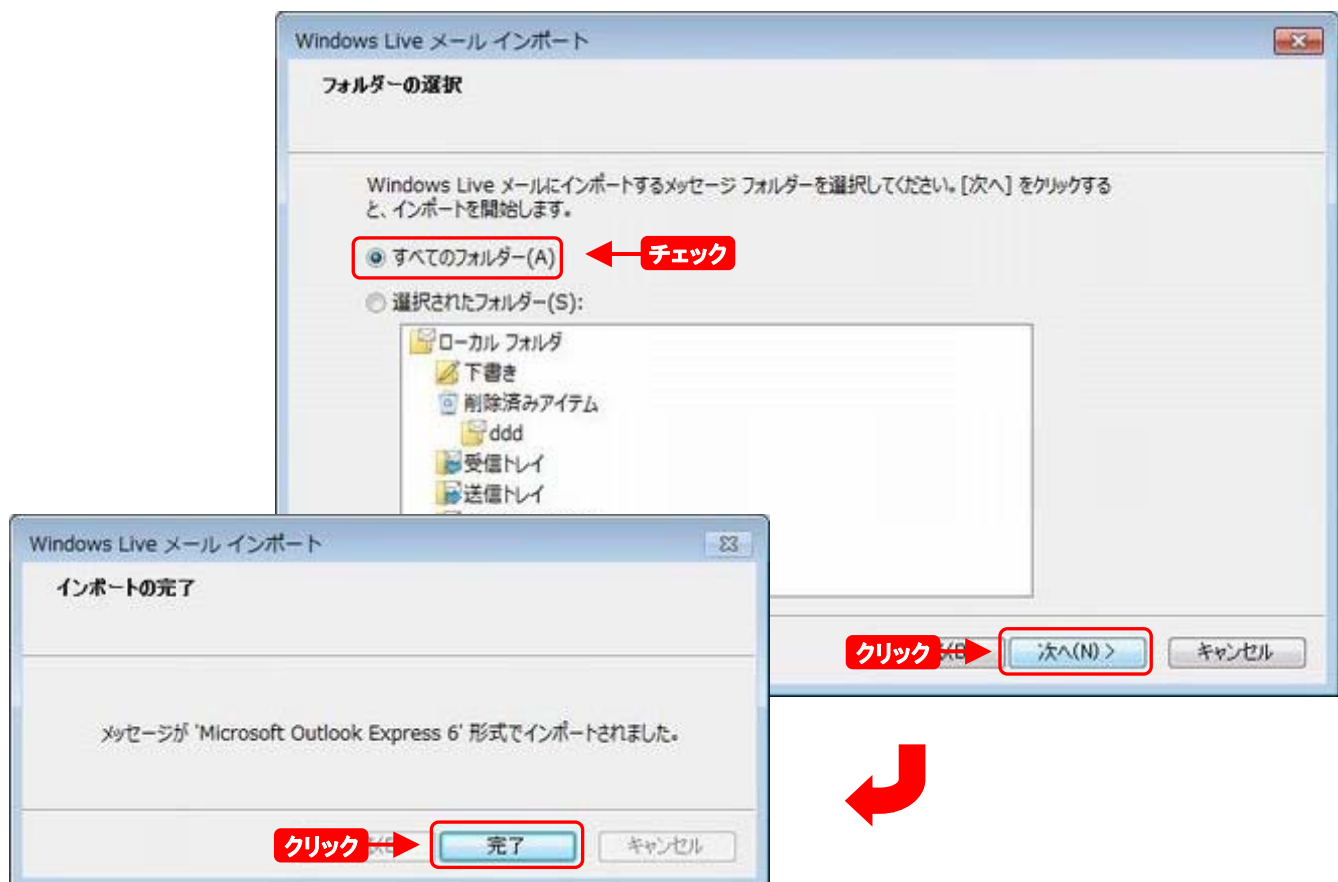 Windows Live メール インポート
フォルダーの選択
Windows Live メールにインポートするメッセージ フォルダーを選択してください。[次へ] をクリックする
と、インポートを開始します。
すべてのフォルダー(A)
チェック
選択されたフォルダー(S):
ローカル フォルダ
下書き
削除済みアイテム
ddd
受信トレイ
送信トレイ
クリック
次へ(N) >
キャンセル
Windows Live メール インポート
インポートの完了
メッセージが 'Microsoft Outlook Express 6' 形式でインポートされました。
クリック
完了
キャンセル